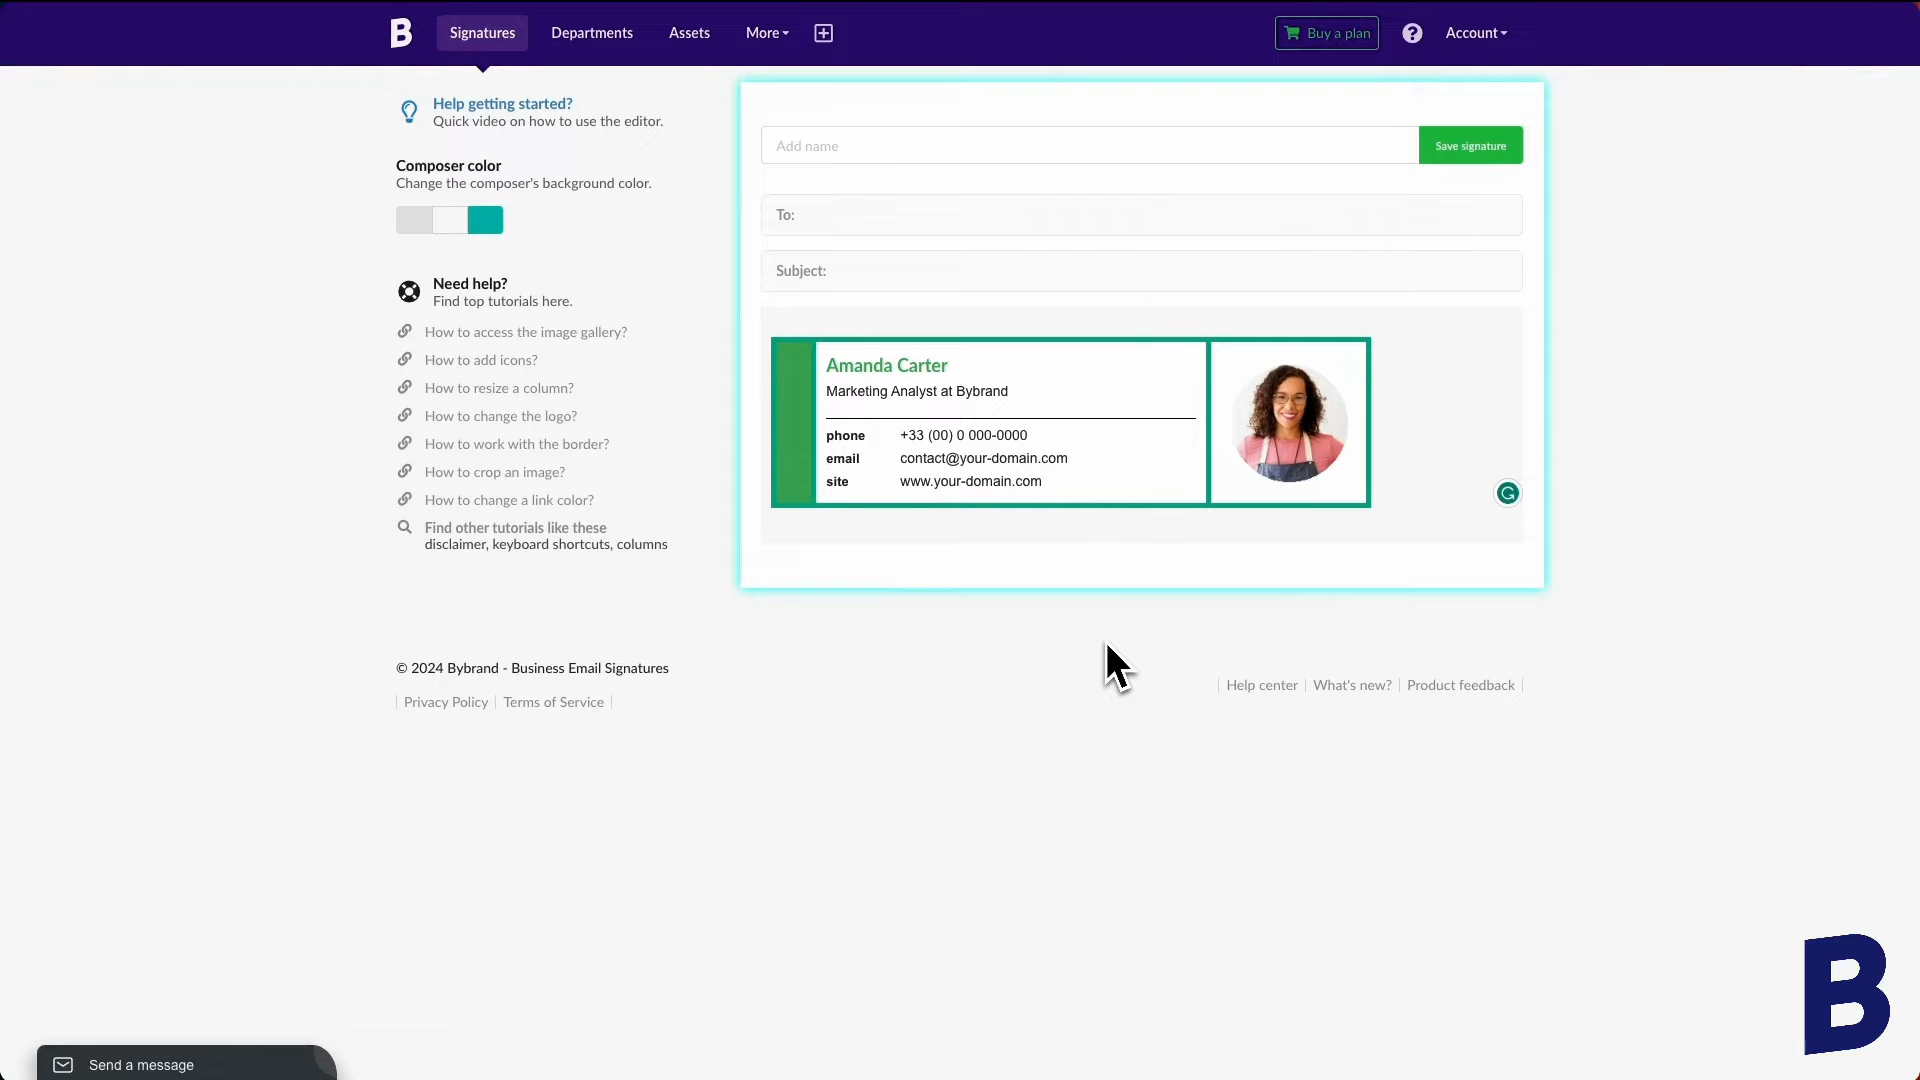 B Signatures Departments Assets More Buy a plan ? Account
Help getting started?
Quick video on how to use the editor.
Composer color
Change the composer's background color.
Need help?
Find top tutorials here.
How to access the image gallery?
How to add icons?
How to resize a column?
How to change the logo?
How to work with the border?
How to crop an image?
How to change a link color?
Find other tutorials like these
disclaimer, keyboard shortcuts, columns
Add name Save signature
To:
Subject:
Amanda Carter
Marketing Analyst at Bybrand
phone +33 (00) 0 000-0000
email contact@your-domain.com
site www.your-domain.com
© 2024 Bybrand - Business Email Signatures
Privacy Policy Terms of Service
Help center What's new? Product feedback
B
Send a message